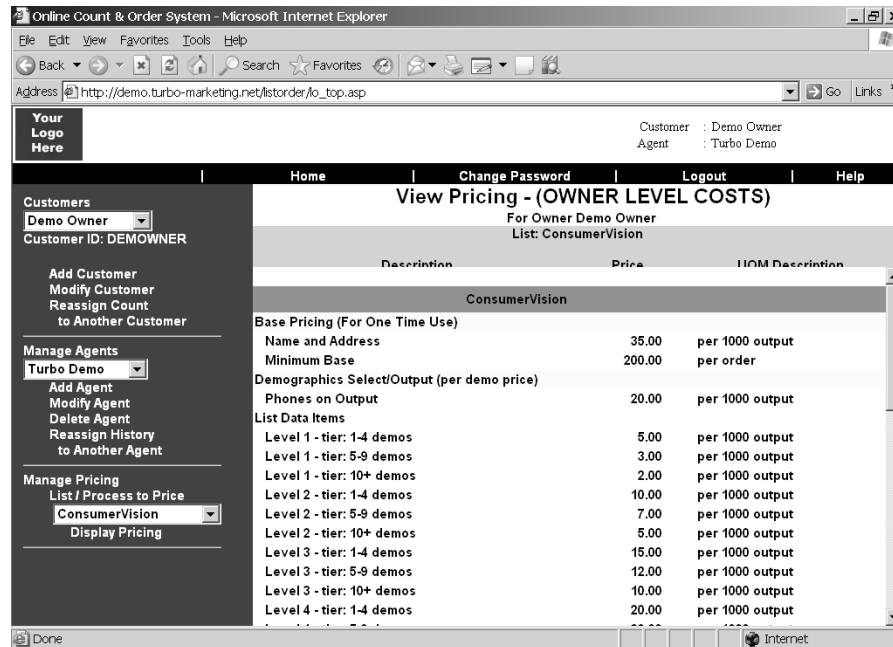 Online Count & Order System - Microsoft Internet Explorer
File Edit View Favorites Tools Help
Back Search Favorites
Address http://demo.turbo-marketing.net/listorder/lo_top.asp Go Links
Your
Logo
Here
Customer : Demo Owner
Agent : Turbo Demo
| Home | Change Password | Logout | Help
Customers
Demo Owner
Customer ID: DEMOWNER
Add Customer
Modify Customer
Reassign Count
to Another Customer
Manage Agents
Turbo Demo
Add Agent
Modify Agent
Delete Agent
Reassign History
to Another Agent
Manage Pricing
List / Process to Price
ConsumerVision
Display Pricing
View Pricing - (OWNER LEVEL COSTS)
For Owner Demo Owner
List: ConsumerVision
Description Price UOM Description
ConsumerVision
Base Pricing (For One Time Use)
Name and Address 35.00 per 1000 output
Minimum Base 200.00 per order
Demographics Select/Output (per demo price)
Phones on Output 20.00 per 1000 output
List Data Items
Level 1 - tier: 1-4 demos 5.00 per 1000 output
Level 1 - tier: 5-9 demos 3.00 per 1000 output
Level 1 - tier: 10+ demos 2.00 per 1000 output
Level 2 - tier: 1-4 demos 10.00 per 1000 output
Level 2 - tier: 5-9 demos 7.00 per 1000 output
Level 2 - tier: 10+ demos 5.00 per 1000 output
Level 3 - tier: 1-4 demos 15.00 per 1000 output
Level 3 - tier: 5-9 demos 12.00 per 1000 output
Level 3 - tier: 10+ demos 10.00 per 1000 output
Level 4 - tier: 1-4 demos 20.00 per 1000 output
Done Internet